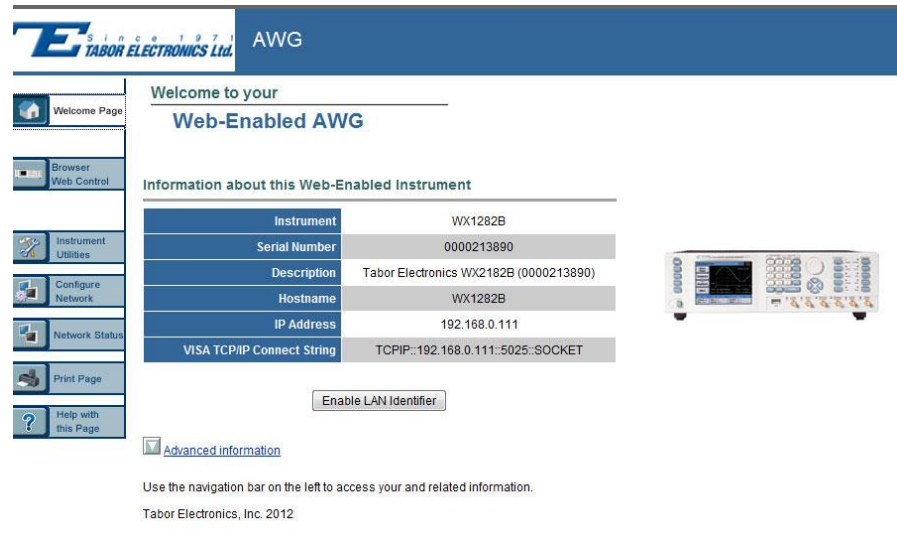 Since 1971
TABOR ELECTRONICS Ltd.
AWG
Welcome Page
Browser
Web Control
Instrument
Utilities
Configure
Network
Network Status
Print Page
Help with
this Page
Welcome to your
Web-Enabled AWG
Information about this Web-Enabled Instrument
Instrument WX1282B
Serial Number 0000213890
Description Tabor Electronics WX2182B (0000213890)
Hostname WX1282B
IP Address 192.168.0.111
VISA TCP/IP Connect String TCPIP::192.168.0.111::5025::SOCKET
Enable LAN Identifier
Advanced information
Use the navigation bar on the left to access your and related information.
Tabor Electronics, Inc. 2012